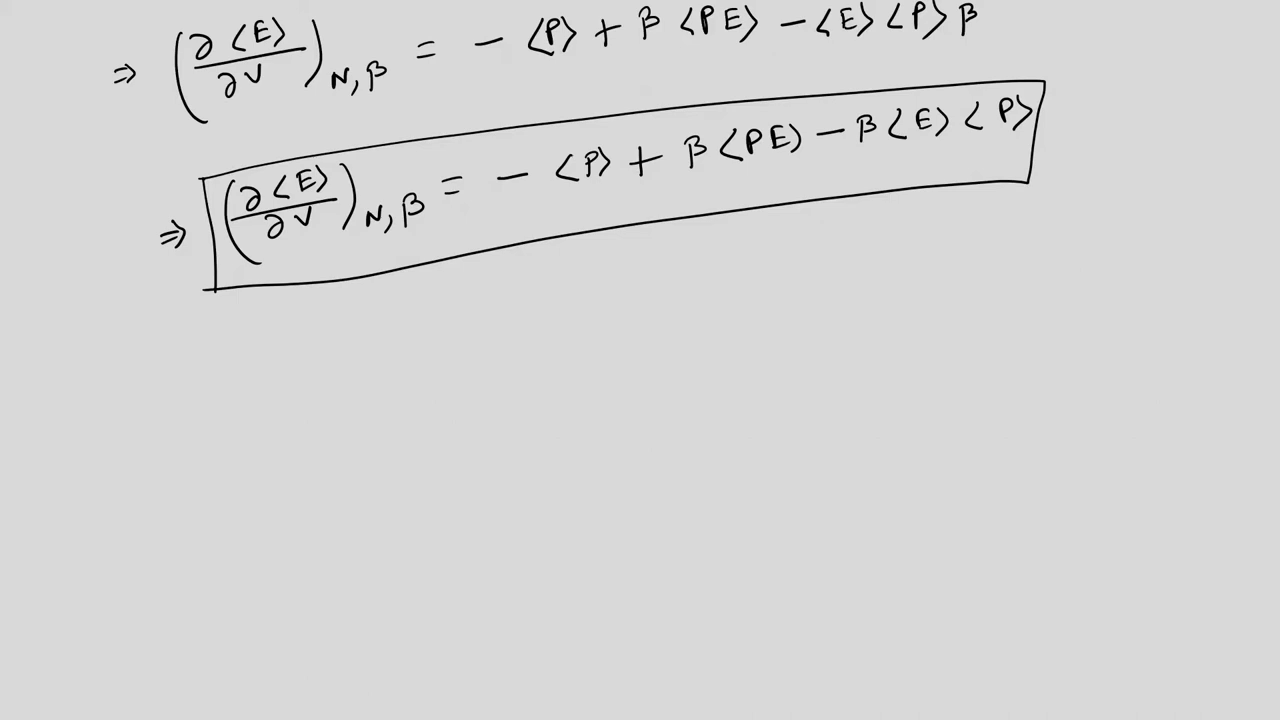 ⇒ (∂⟨E⟩/∂V)_{N,β} = - ⟨P⟩ + β ⟨PE⟩ - ⟨E⟩⟨P⟩ β
⇒ (∂⟨E⟩/∂V)_{N,β} = - ⟨P⟩ + β ⟨PE⟩ - β ⟨E⟩ ⟨P⟩